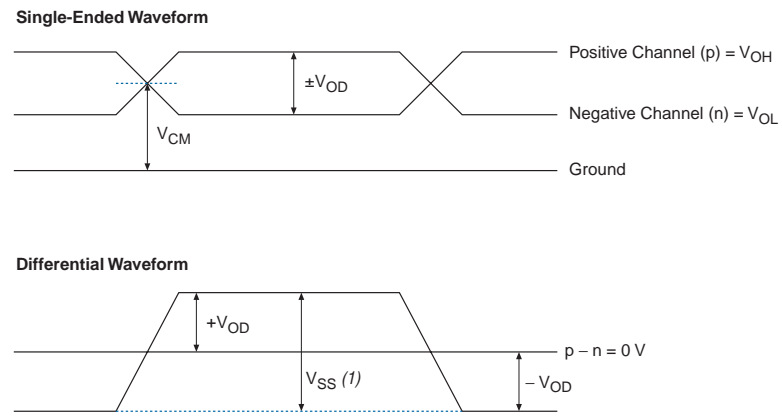 Single-Ended Waveform
Positive Channel (p) = VOH
±VOD
Negative Channel (n) = VOL
VCM
Ground
Differential Waveform
+VOD
p − n = 0 V
VSS (1)
− VOD